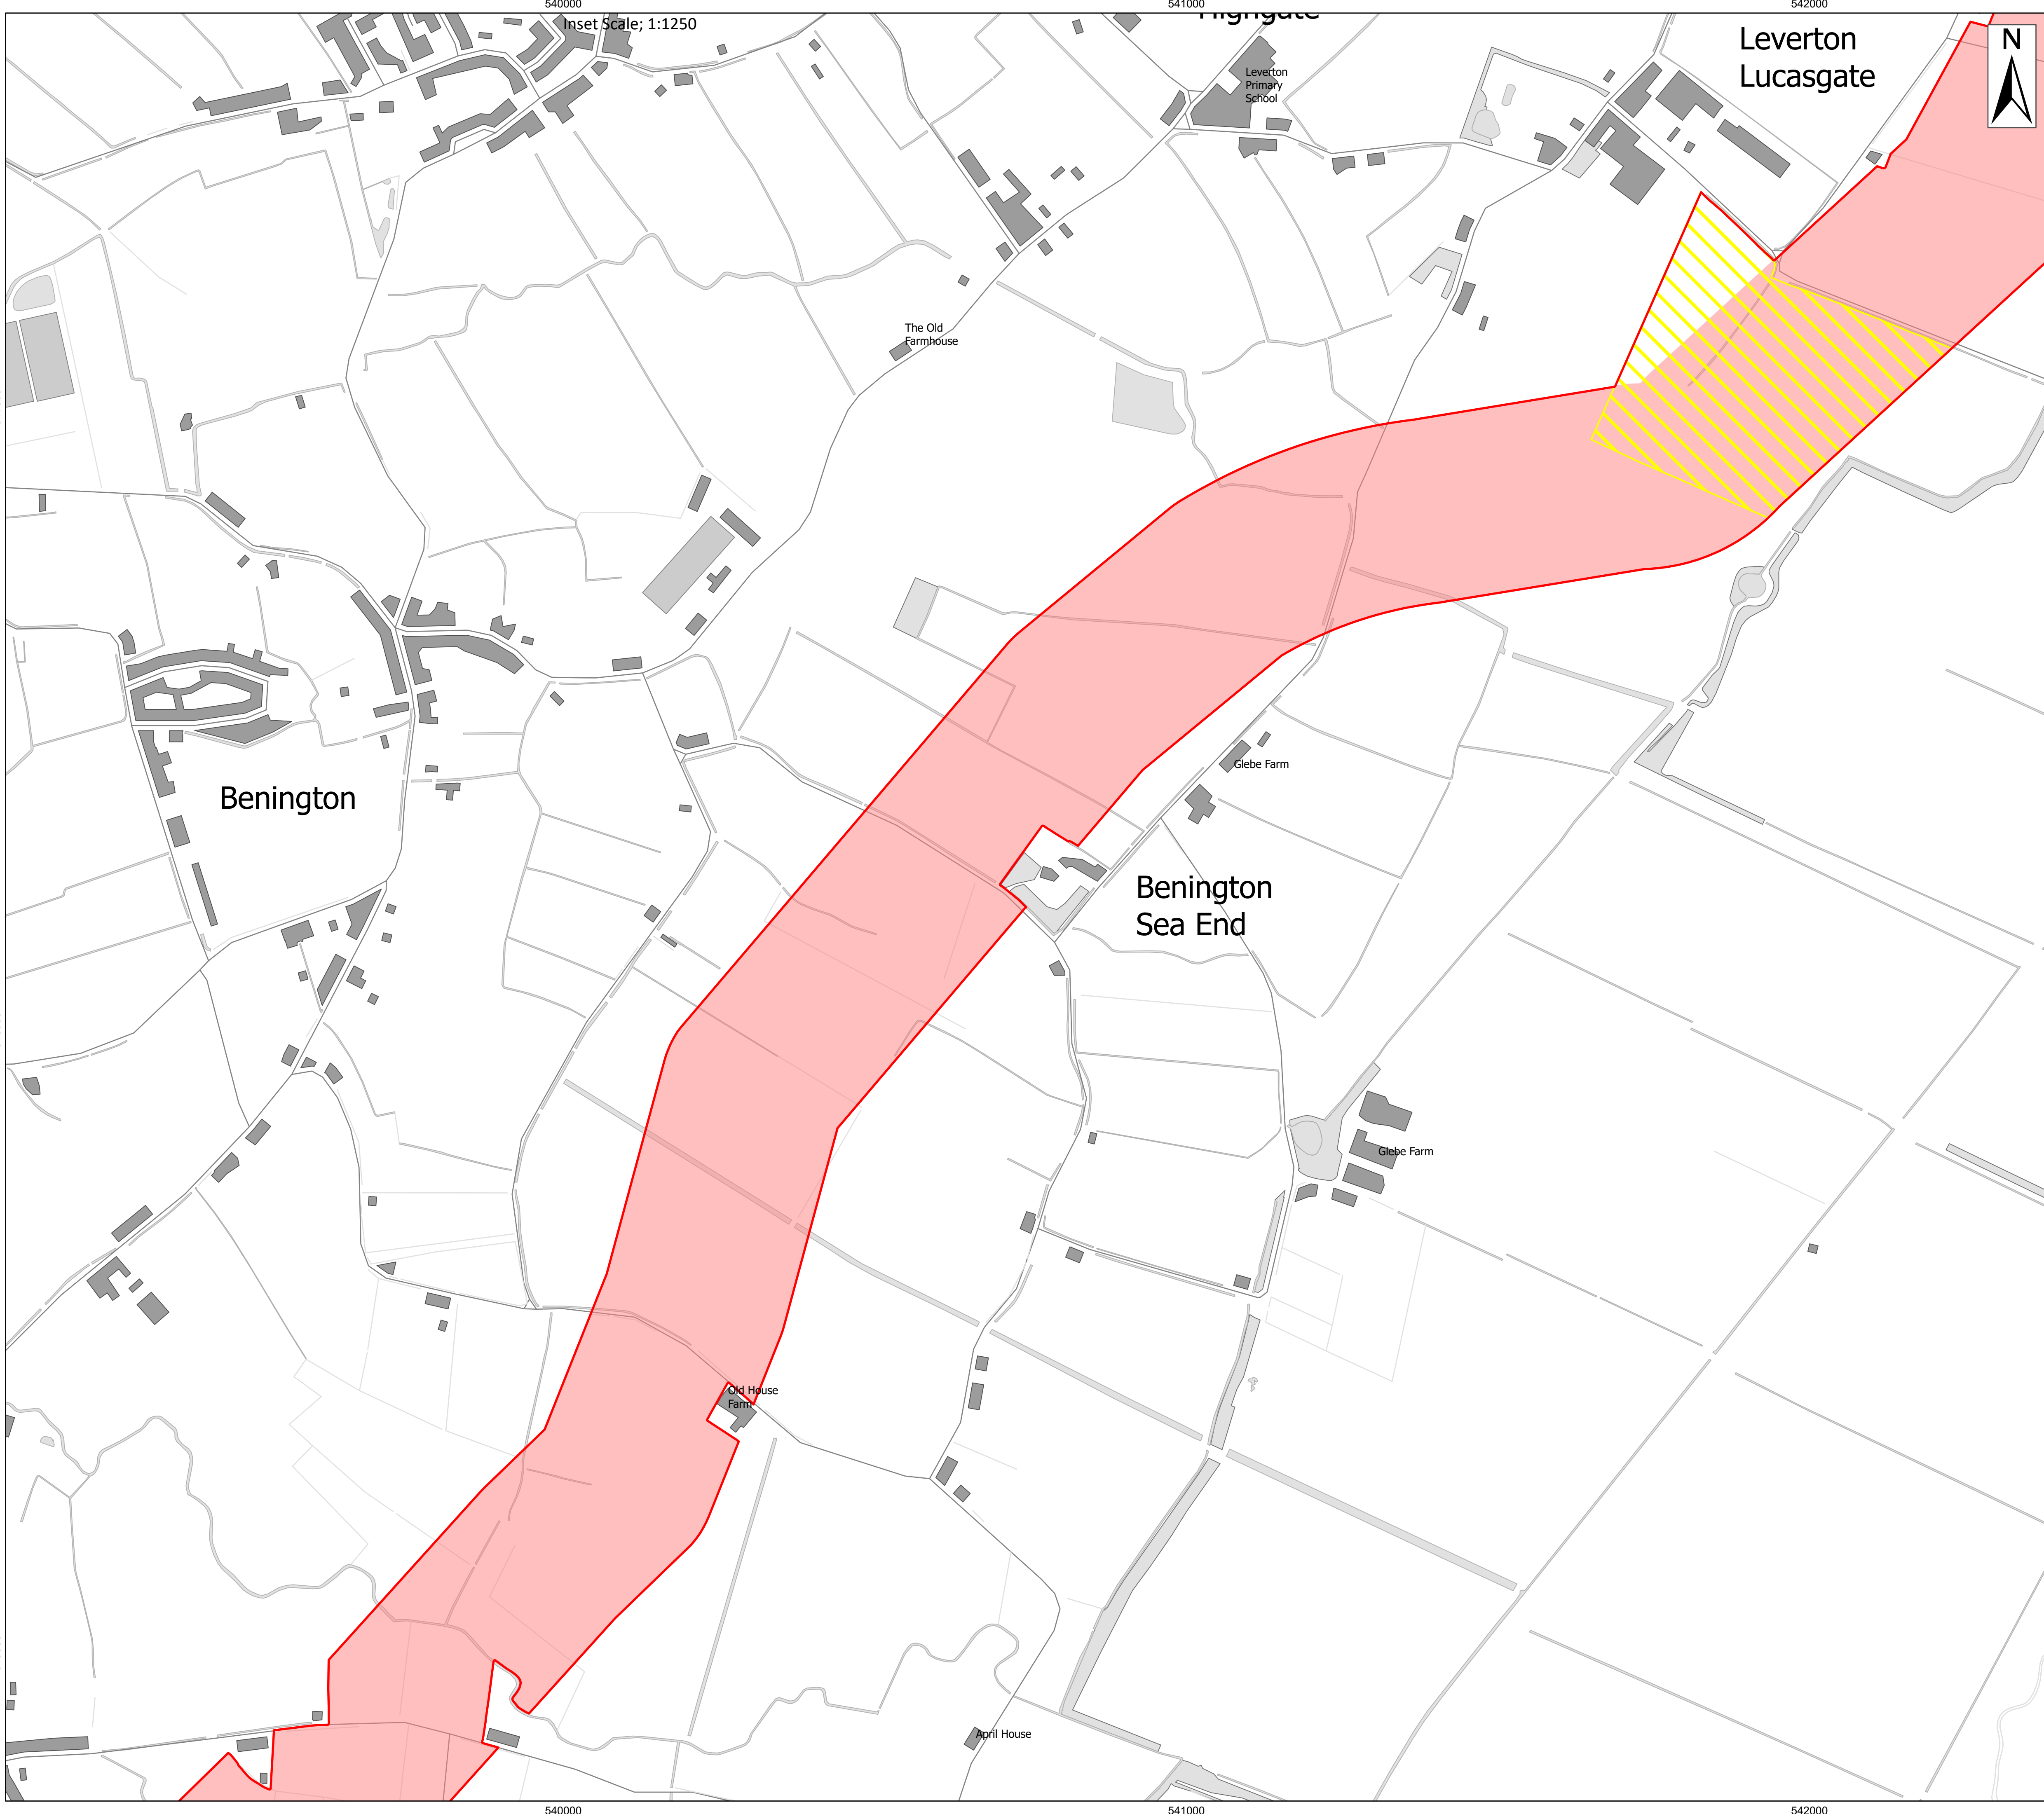 540000
541000
542000
Inset Scale; 1:1250
Highgate
Leverton
Lucasgate
N
Leverton
Primary
School
The Old
Farmhouse
Glebe Farm
Benington
Benington
Sea End
Glebe Farm
Old House
Farm
April House
540000
541000
542000